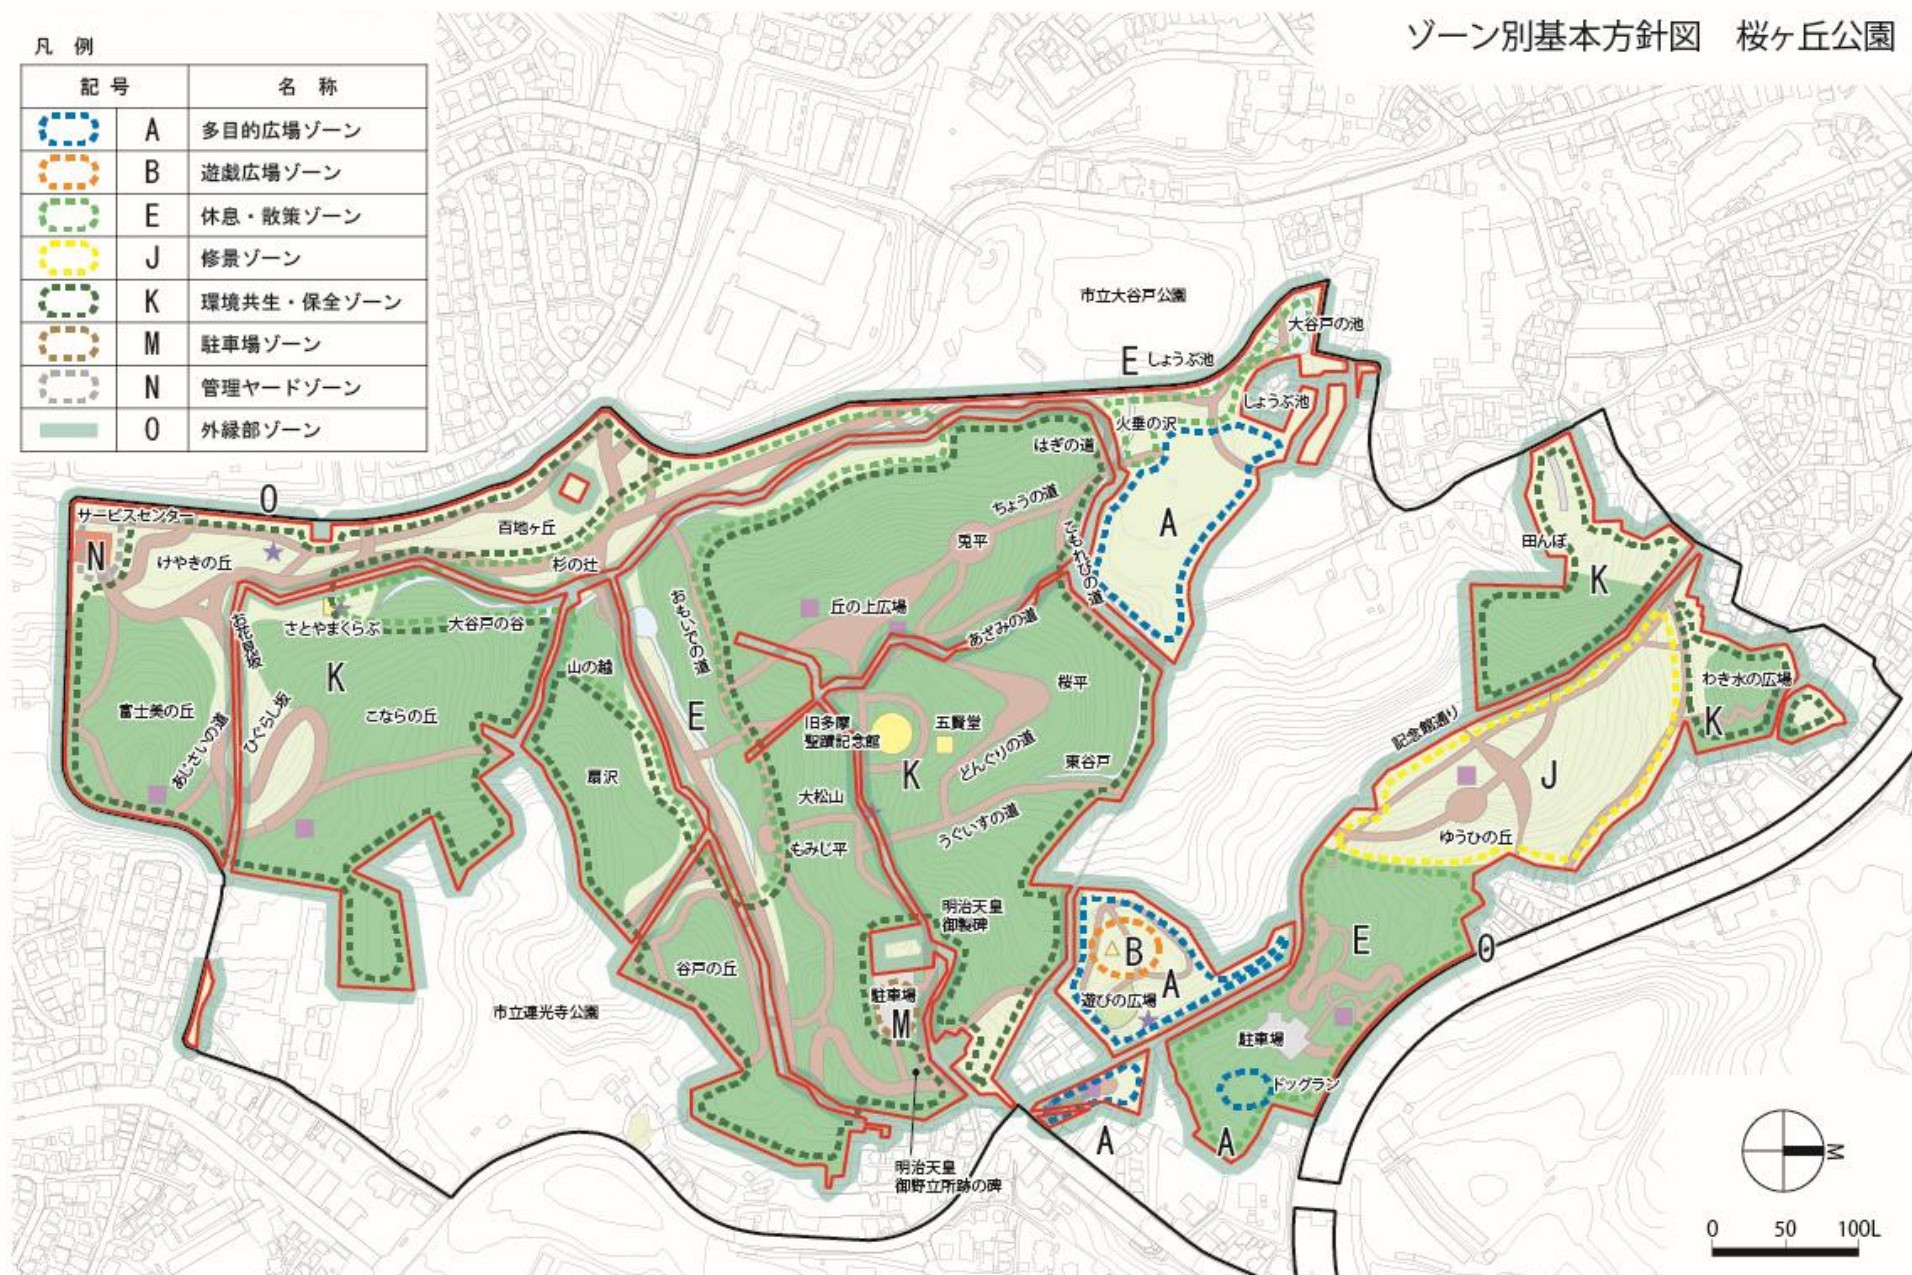 ゾーン別基本方針図　桜ヶ丘公園
凡　例
記 号　名　称
A　多目的広場ゾーン
B　遊戯広場ゾーン
E　休息・散策ゾーン
J　修景ゾーン
K　環境共生・保全ゾーン
M　駐車場ゾーン
N　管理ヤードゾーン
O　外縁部ゾーン
市立大谷戸公園
大谷戸の池
E しょうぶ池
しょうぶ池
火垂の沢
はぎの道
ちょうの道
こもれびの道
A
兎平
丘の上広場
あざみの道
桜平
O
サービスセンター
N
けやきの丘
百地ヶ丘
杉の辻
さとやまくらぶ
大谷戸の谷
お花見坂
K
山の越
おもいでの道
E
富士美の丘
あじさいの道
ひぐらし坂
こならの丘
扇沢
旧多摩
聖蹟記念館
五賢堂
K
どんぐりの道
東谷戸
大松山
うぐいすの道
もみじ平
明治天皇
御製碑
谷戸の丘
駐車場
M
市立連光寺公園
明治天皇
御野立所跡の碑
田んぼ
K
わき水の広場
K
記念館通り
J
ゆうひの丘
B
A
遊びの広場
E
O
駐車場
ドッグラン
A
A
M
0
50
100L